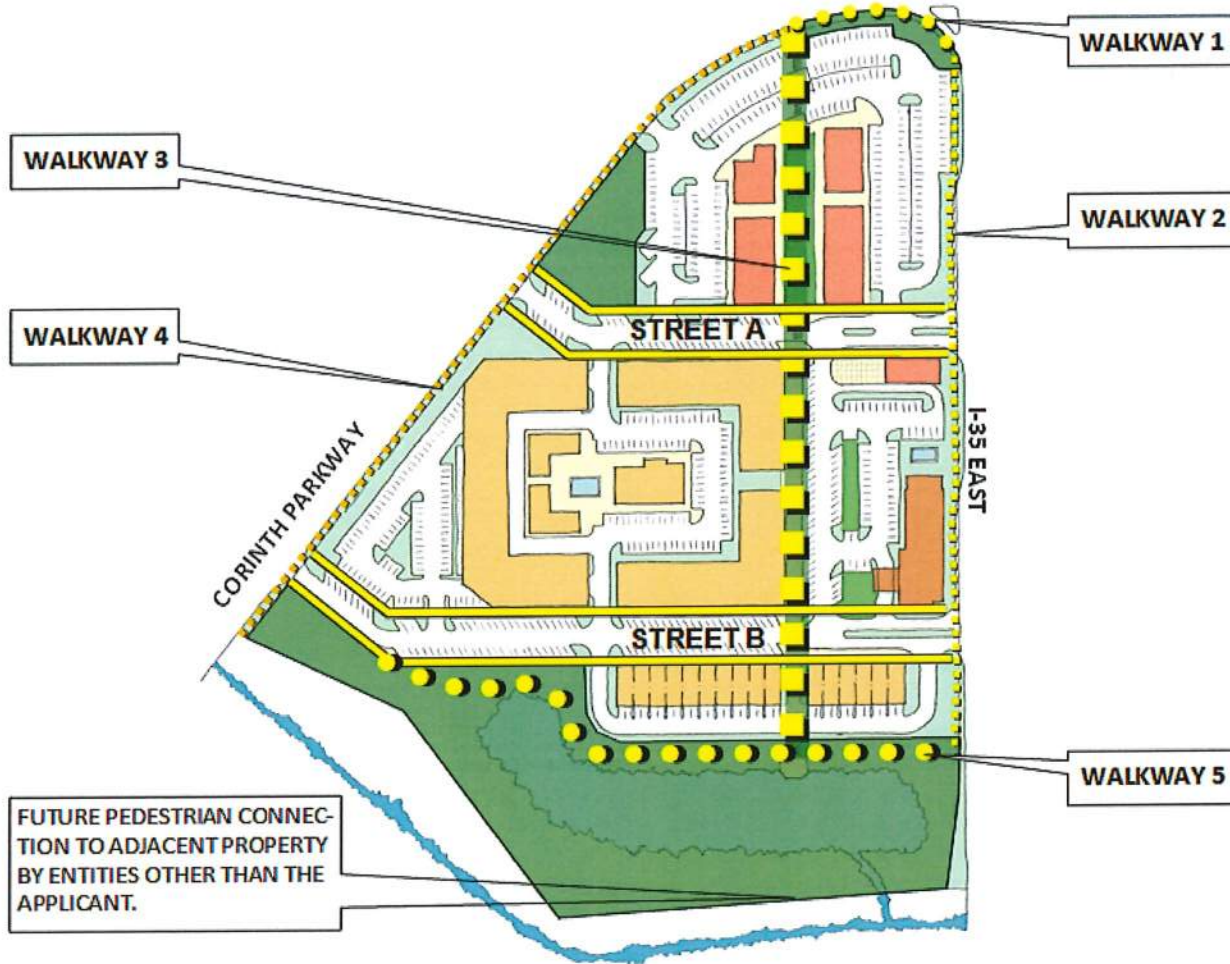 WALKWAY 1
WALKWAY 3
WALKWAY 2
WALKWAY 4
STREET A
I-35 EAST
CORINTH PARKWAY
STREET B
WALKWAY 5
FUTURE PEDESTRIAN CONNEC-
TION TO ADJACENT PROPERTY
BY ENTITIES OTHER THAN THE
APPLICANT.